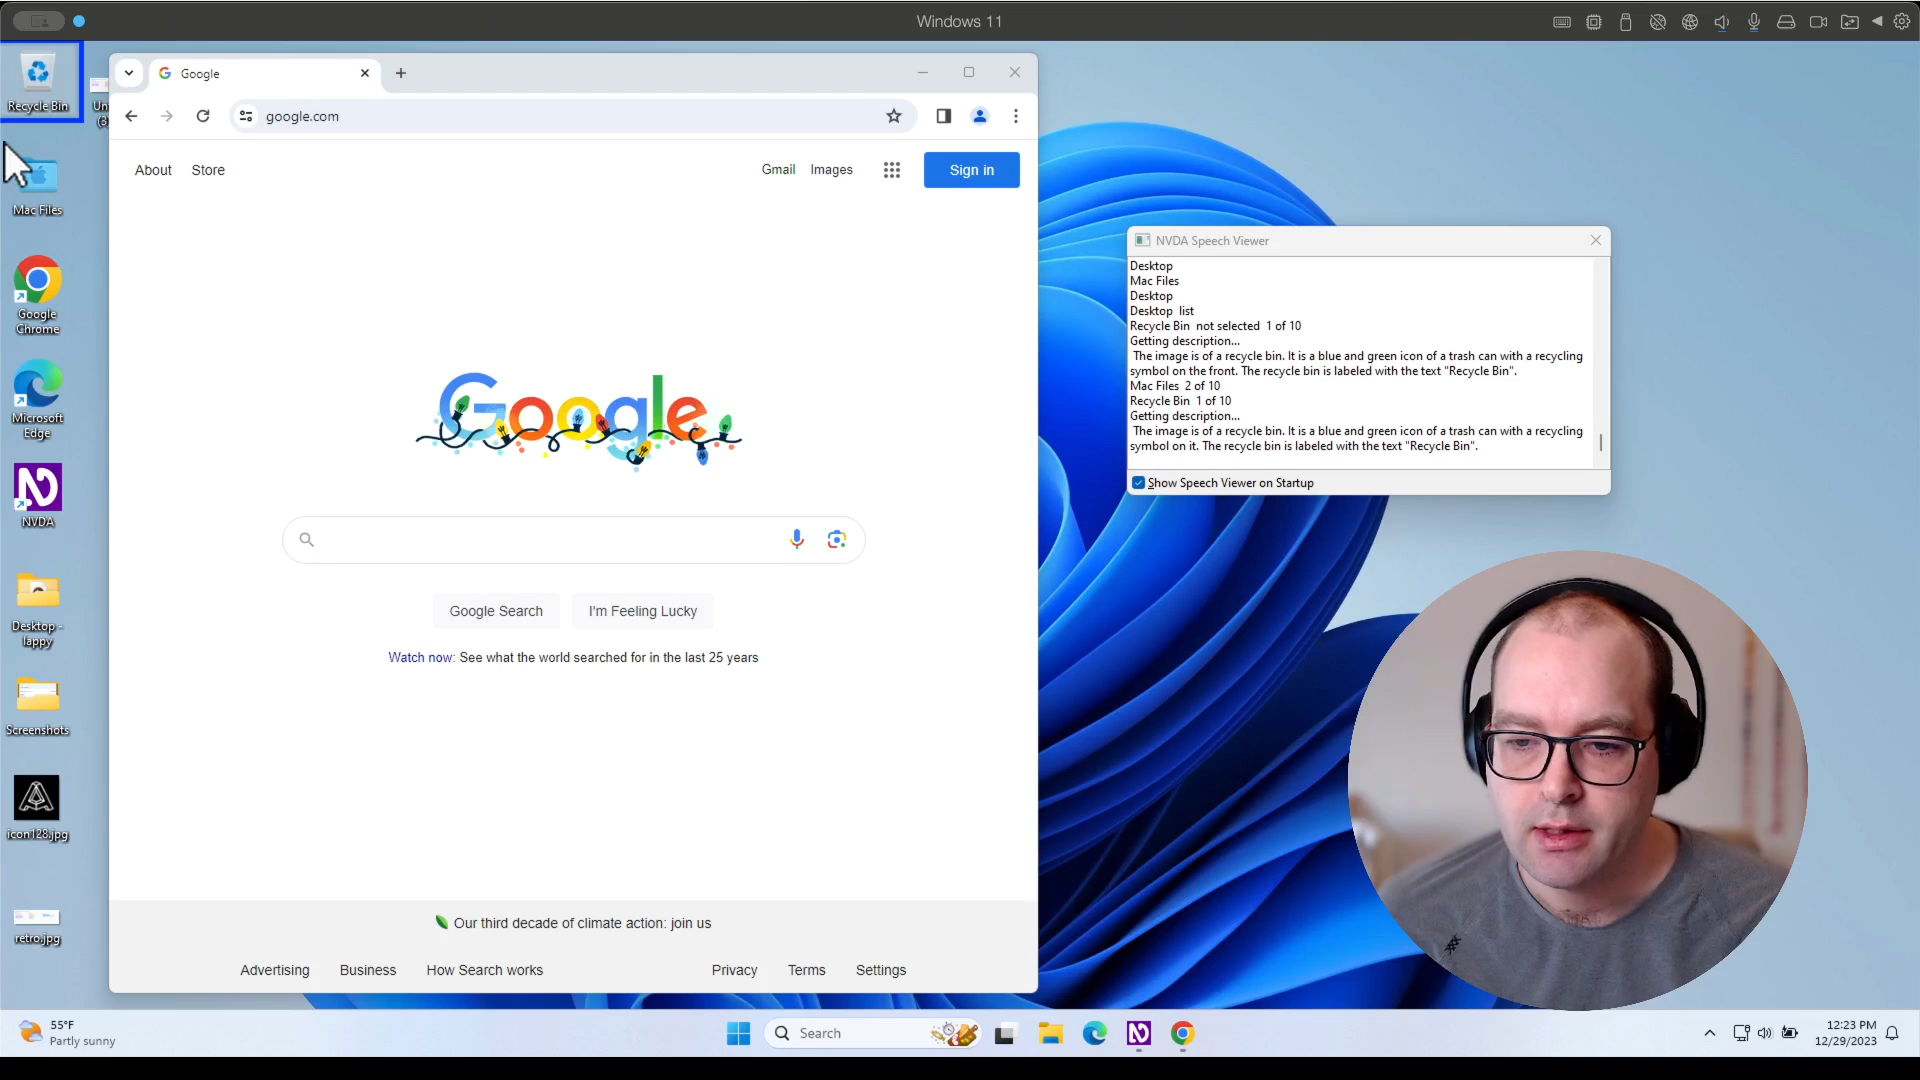 Windows 11
Recycle Bin
Mac Files
Google
Chrome
Microsoft
Edge
NVDA
Desktop -
lappy
Screenshots
icon128.jpg
retro.jpg
Google
google.com
About
Store
Gmail
Images
Sign in
Google
Google Search
I'm Feeling Lucky
Watch now: See what the world searched for in the last 25 years
Our third decade of climate action: join us
Advertising
Business
How Search works
Privacy
Terms
Settings
NVDA Speech Viewer
Desktop
Mac Files
Desktop
Desktop list
Recycle Bin not selected 1 of 10
Getting description...
The image is of a recycle bin. It is a blue and green icon of a trash can with a recycling
symbol on the front. The recycle bin is labeled with the text "Recycle Bin".
Mac Files 2 of 10
Recycle Bin 1 of 10
Getting description...
The image is of a recycle bin. It is a blue and green icon of a trash can with a recycling
symbol on it. The recycle bin is labeled with the text "Recycle Bin".
Show Speech Viewer on Startup
55°F
Partly sunny
Search
12:23 PM
12/29/2023